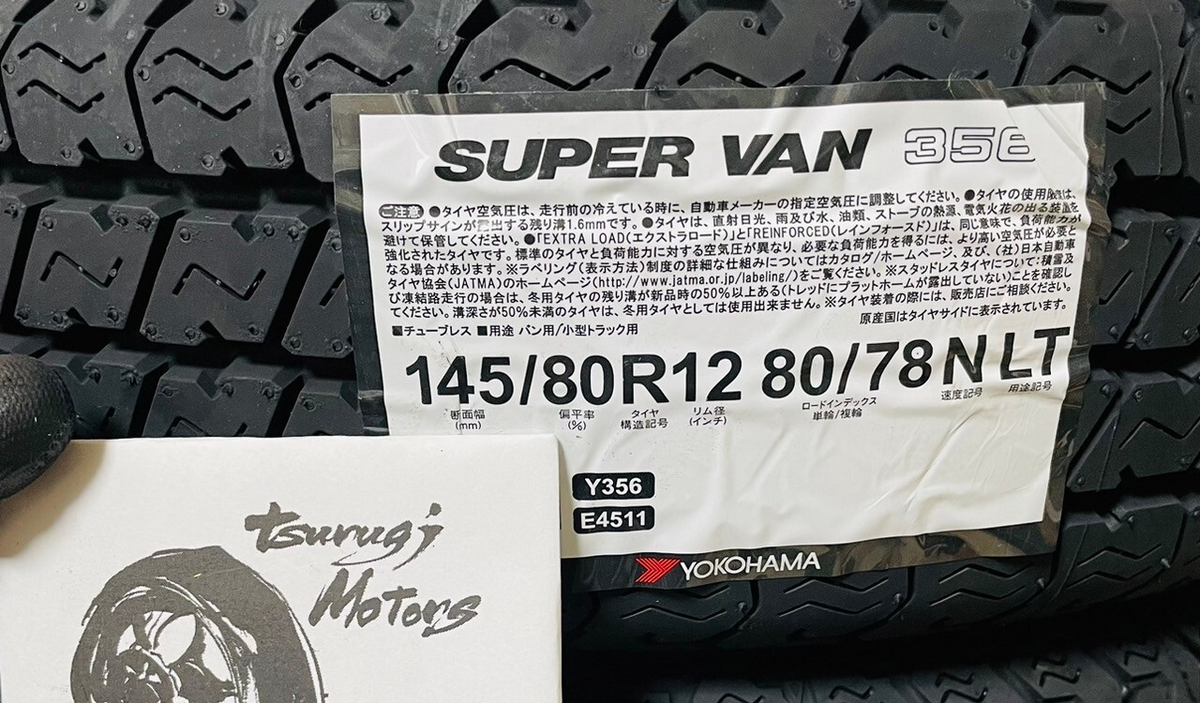 SUPER VAN 356
ご注意 ●タイヤ空気圧は、走行前の冷えている時に、自動車メーカーの指定空気圧に調整してください。●タイヤの使用限度は、
スリップサインが露出する残り溝1.6mmです。●タイヤは、直射日光、雨及び水、油類、ストーブの熱源、電気火花の出る装置を
避けて保管してください。●「EXTRA LOAD(エクストラロード)」と「REINFORCED(レインフォースド)」は、同じ意味で、負荷能力が
強化されたタイヤです。標準のタイヤと負荷能力に対する空気圧が異なり、必要な負荷能力を得るには、より高い空気圧が必要と
なる場合があります。※ラベリング(表示方法)制度の詳細な仕組みについてはカタログ/ホームページ、及び、(社)日本自動車
タイヤ協会(JATMA)のホームページ(http://www.jatma.or.jp/labeling/)をご覧ください。※スタッドレスタイヤについて:積雪及
び凍結路走行の場合は、冬用タイヤの残り溝が新品時の50%以上ある(トレッドにプラットホームが露出していない)ことを確認し
てください。溝深さが50%未満のタイヤは、冬用タイヤとしては使用出来ません。※タイヤ装着の際には、販売店にご相談ください。
原産国はタイヤサイドに表示されています。
■チューブレス ■用途 バン用/小型トラック用
145/80R12 80/78N LT
断面幅 (mm) 偏平率 (%) タイヤ構造記号 リム径 (インチ) ロードインデックス 単輪/複輪 速度記号 用途記号
Y356
E4511
YOKOHAMA
tsurugi
Motors